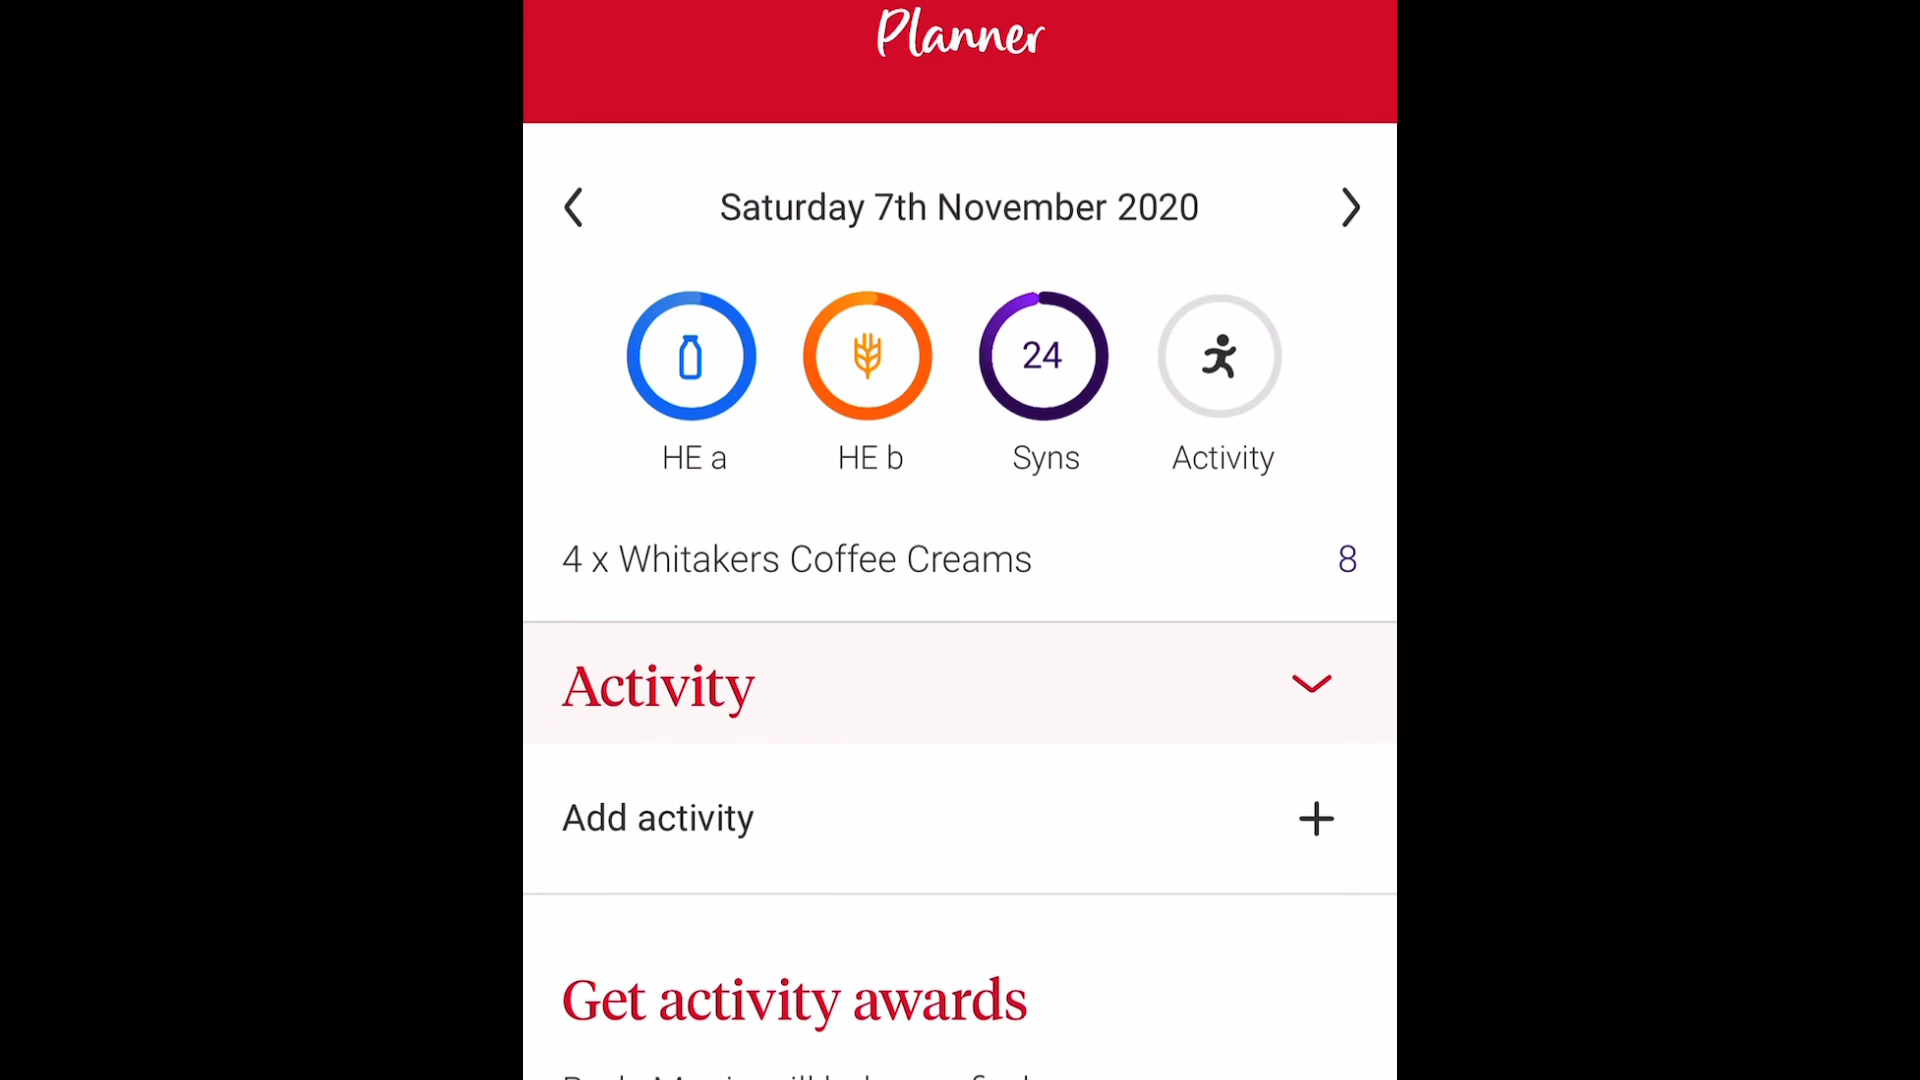 Planner
Saturday 7th November 2020
24
HE a
HE b
Syns
Activity
4 x Whitakers Coffee Creams 8
Activity
Add activity
Get activity awards